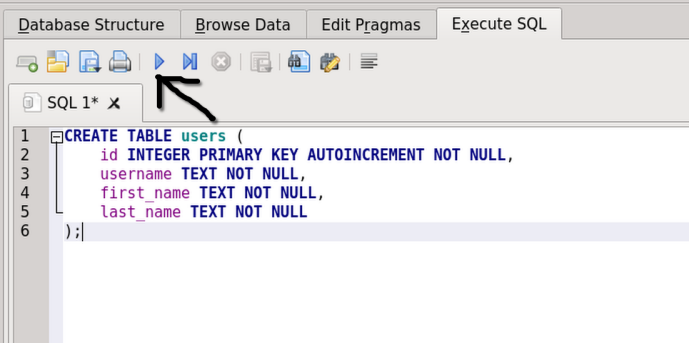 Database Structure Browse Data Edit Pragmas Execute SQL
SQL 1*
1 CREATE TABLE users (
2 id INTEGER PRIMARY KEY AUTOINCREMENT NOT NULL,
3 username TEXT NOT NULL,
4 first_name TEXT NOT NULL,
5 last_name TEXT NOT NULL
6 );